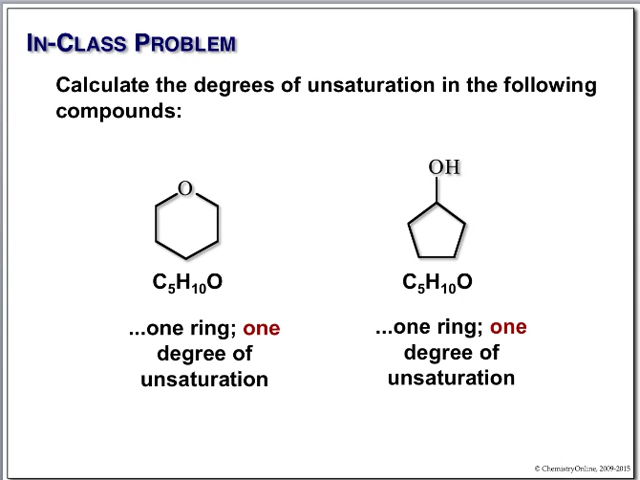 IN-CLASS PROBLEM
Calculate the degrees of unsaturation in the following
compounds:
O
OH
C₅H₁₀O
C₅H₁₀O
...one ring; one
degree of
unsaturation
...one ring; one
degree of
unsaturation
© ChemistryOnline, 2009-2015